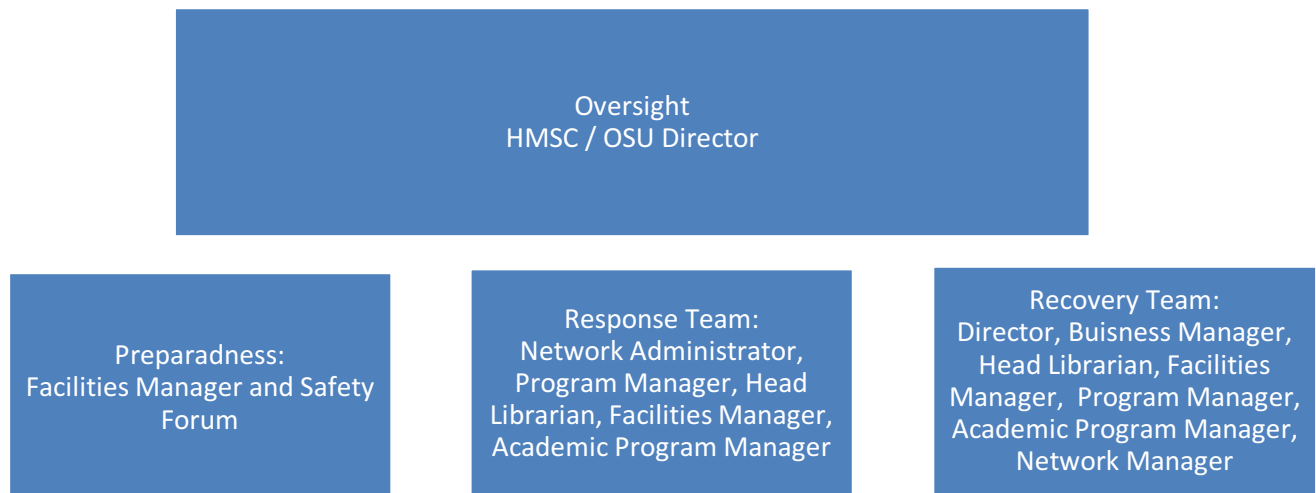 Oversight
HMSC / OSU Director
Preparadness:
Facilities Manager and Safety
Forum
Response Team:
Network Administrator,
Program Manager, Head
Librarian, Facilities Manager,
Academic Program Manager
Recovery Team:
Director, Buisness Manager,
Head Librarian, Facilities
Manager,  Program Manager,
Academic Program Manager,
Network Manager